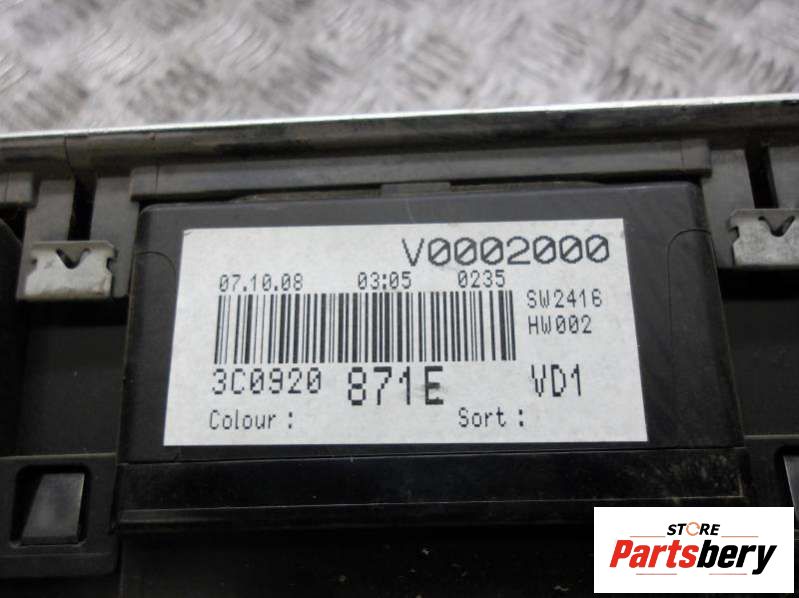 V0002000
07.10.08 03:05 0235
SW2416
HW002
3C0920 871E VD1
Colour : Sort :
STORE
Partsbery